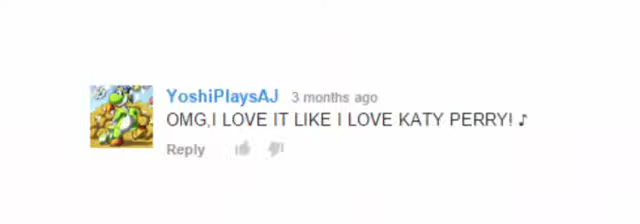 YoshiPlaysAJ 3 months ago
OMG,I LOVE IT LIKE I LOVE KATY PERRY! ♪
Reply